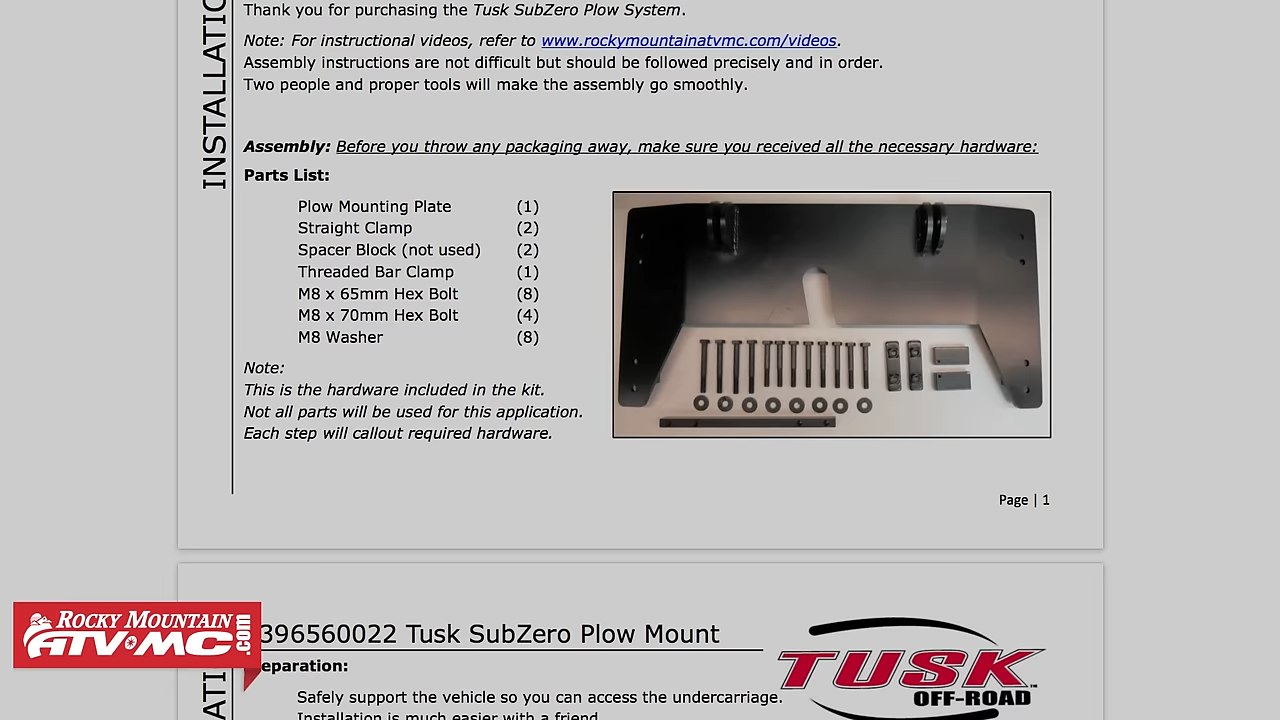 INSTALLATIO
Thank you for purchasing the Tusk SubZero Plow System.
Note: For instructional videos, refer to www.rockymountainatvmc.com/videos.
Assembly instructions are not difficult but should be followed precisely and in order.
Two people and proper tools will make the assembly go smoothly.
Assembly: Before you throw any packaging away, make sure you received all the necessary hardware:
Parts List:
Plow Mounting Plate (1)
Straight Clamp (2)
Spacer Block (not used) (2)
Threaded Bar Clamp (1)
M8 x 65mm Hex Bolt (8)
M8 x 70mm Hex Bolt (4)
M8 Washer (8)
Note:
This is the hardware included in the kit.
Not all parts will be used for this application.
Each step will callout required hardware.
Page | 1
396560022 Tusk SubZero Plow Mount
eparation:
Safely support the vehicle so you can access the undercarriage.
Installation is much easier with a friend.
ATI
TUSK™
OFF-ROAD
ROCKY MOUNTAIN
ATV MC.com